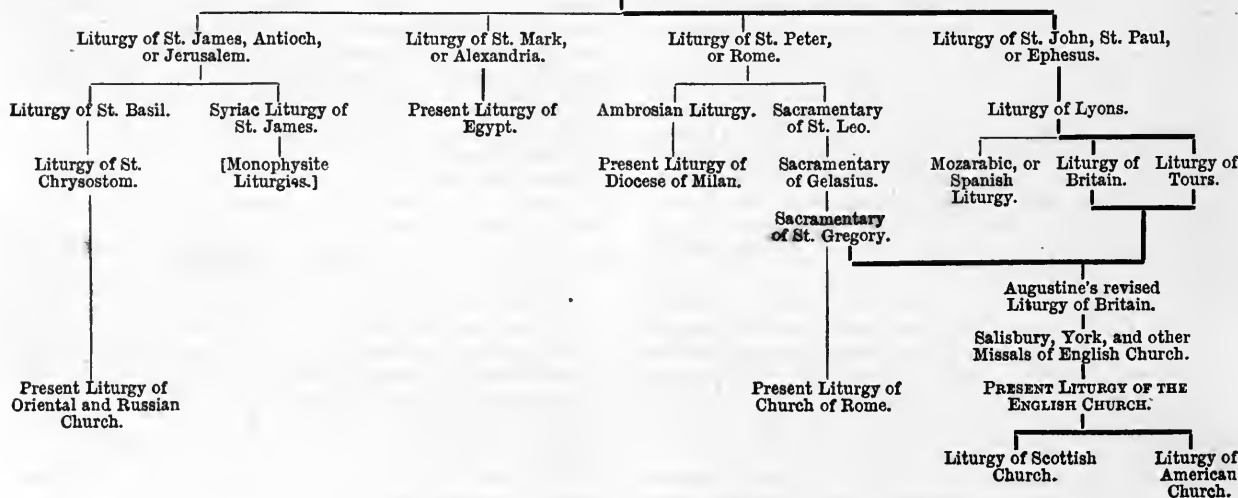 Liturgy of St. James, Antioch,
or Jerusalem.
Liturgy of St. Mark,
or Alexandria.
Liturgy of St. Peter,
or Rome.
Liturgy of St. John, St. Paul,
or Ephesus.
Liturgy of St. Basil.
Syriac Liturgy of
St. James.
Present Liturgy of
Egypt.
Ambrosian Liturgy.
Sacramentary
of St. Leo.
Liturgy of Lyons.
Liturgy of St.
Chrysostom.
[Monophysite
Liturgies.]
Present Liturgy of
Diocese of Milan.
Sacramentary
of Gelasius.
Mozarabic, or
Spanish
Liturgy.
Liturgy of
Britain.
Liturgy of
Tours.
Sacramentary
of St. Gregory.
Augustine's revised
Liturgy of Britain.
Salisbury, York, and other
Missals of English Church.
Present Liturgy of
Oriental and Russian
Church.
Present Liturgy of
Church of Rome.
PRESENT LITURGY OF THE
ENGLISH CHURCH.
Liturgy of Scottish
Church.
Liturgy of
American
Church.